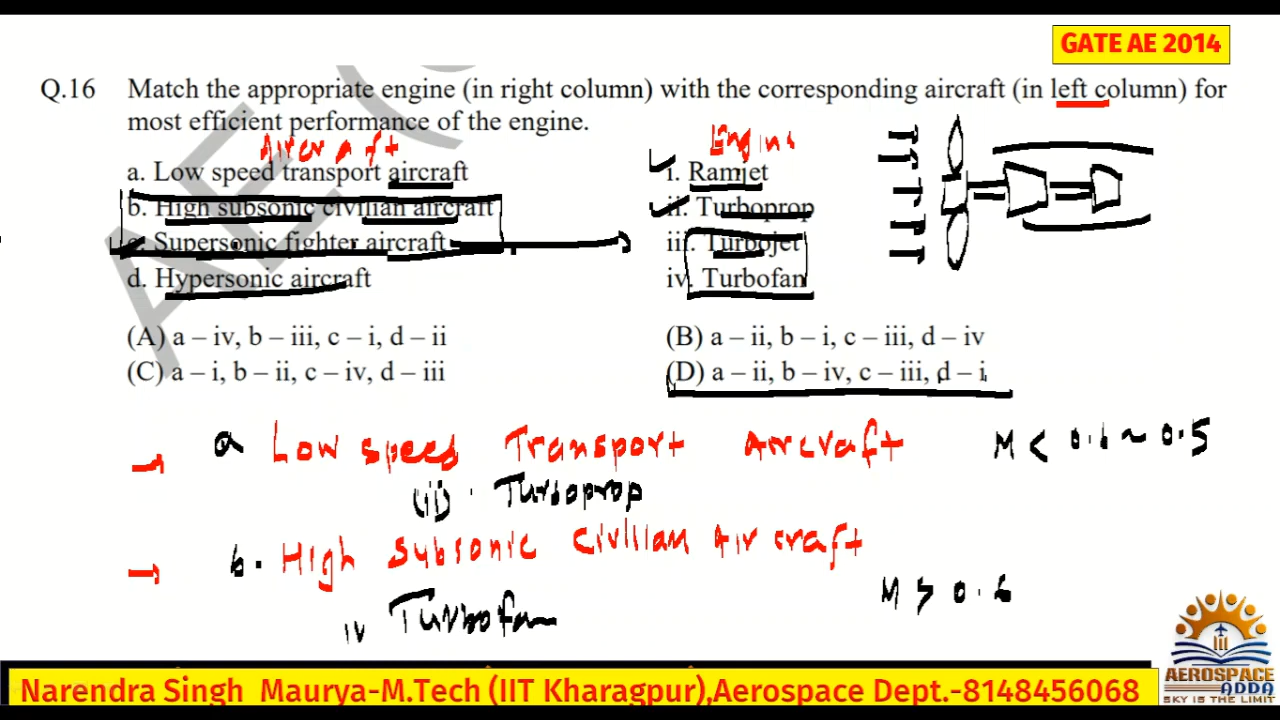 GATE AE 2014
Q.16 Match the appropriate engine (in right column) with the corresponding aircraft (in left column) for
most efficient performance of the engine.
Aircraft Engine
a. Low speed transport aircraft i. Ramjet
b. High subsonic civilian aircraft ii. Turboprop
c. Supersonic fighter aircraft iii. Turbojet
d. Hypersonic aircraft iv. Turbofan
(A) a – iv, b – iii, c – i, d – ii (B) a – ii, b – i, c – iii, d – iv
(C) a – i, b – ii, c – iv, d – iii (D) a – ii, b – iv, c – iii, d – i
→ a Low speed Transport Aircraft M < 0.6 ~ 0.5
(ii) Turboprop
→ b. High Subsonic Civilian Aircraft
M > 0.6
iv Turbofan
Narendra Singh Maurya-M.Tech (IIT Kharagpur),Aerospace Dept.-8148456068
AEROSPACE
ADDA
SKY IS THE LIMIT